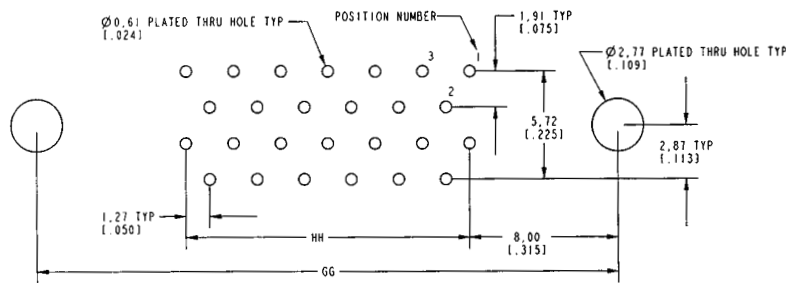 Ø0,61 PLATED THRU HOLE TYP
[.024]
POSITION NUMBER
1,91 TYP
[.075]
Ø2,77 PLATED THRU HOLE TYP
[.109]
3
1
2
5,72
[.225]
2,87 TYP
[.113]
1,27 TYP
[.050]
HH
8,00
[.315]
GG